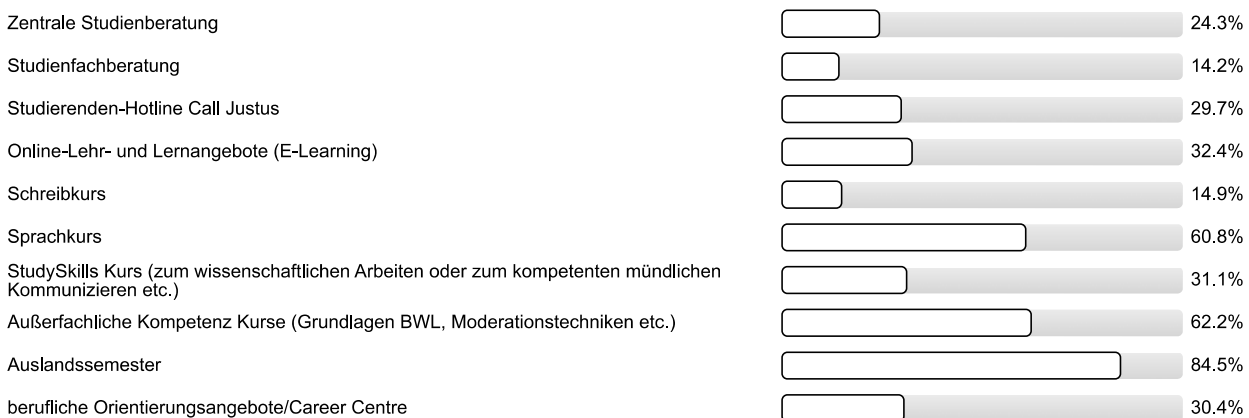 Zentrale Studienberatung 24.3%
Studienfachberatung 14.2%
Studierenden-Hotline Call Justus 29.7%
Online-Lehr- und Lernangebote (E-Learning) 32.4%
Schreibkurs 14.9%
Sprachkurs 60.8%
StudySkills Kurs (zum wissenschaftlichen Arbeiten oder zum kompetenten mündlichen
Kommunizieren etc.) 31.1%
Außerfachliche Kompetenz Kurse (Grundlagen BWL, Moderationstechniken etc.) 62.2%
Auslandssemester 84.5%
berufliche Orientierungsangebote/Career Centre 30.4%